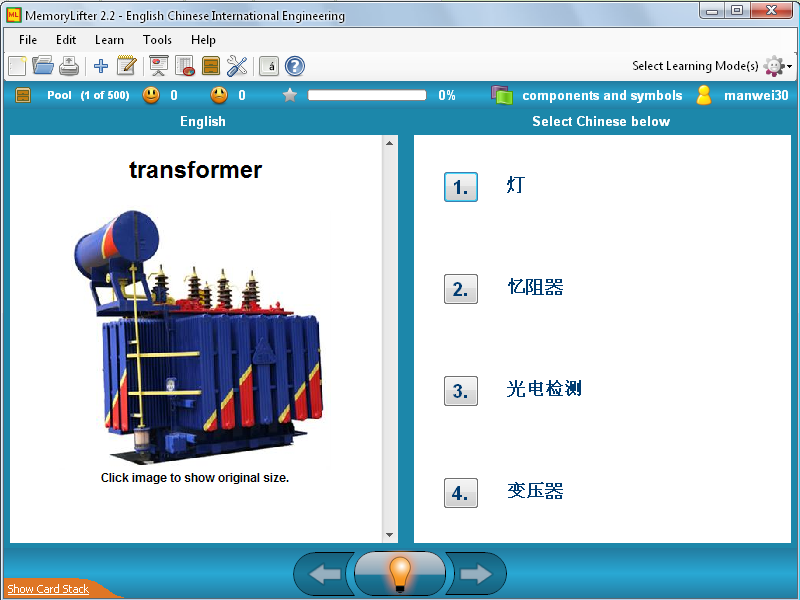 MemoryLifter 2.2 - English Chinese International Engineering
File Edit Learn Tools Help
á ? Select Learning Mode(s)
Pool (1 of 500) 0 0 0% components and symbols manwei30
English
Select Chinese below
transformer
1. 灯
2. 忆阻器
3. 光电检测
4. 变压器
Click image to show original size.
Show Card Stack